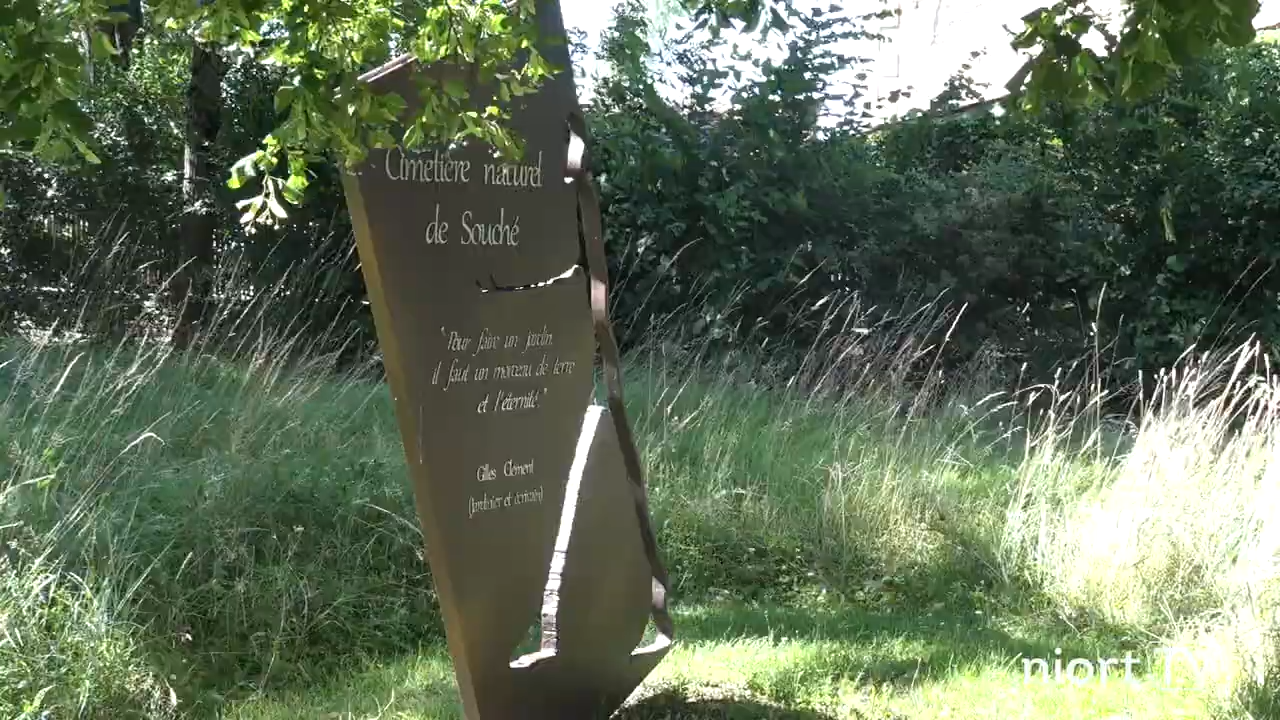 Cimetière naturel
de Souché
"Pour faire un jardin,
il faut un morceau de terre
et l'éternité."
Gilles Clément
(Jardinier et écrivain)
niort TV